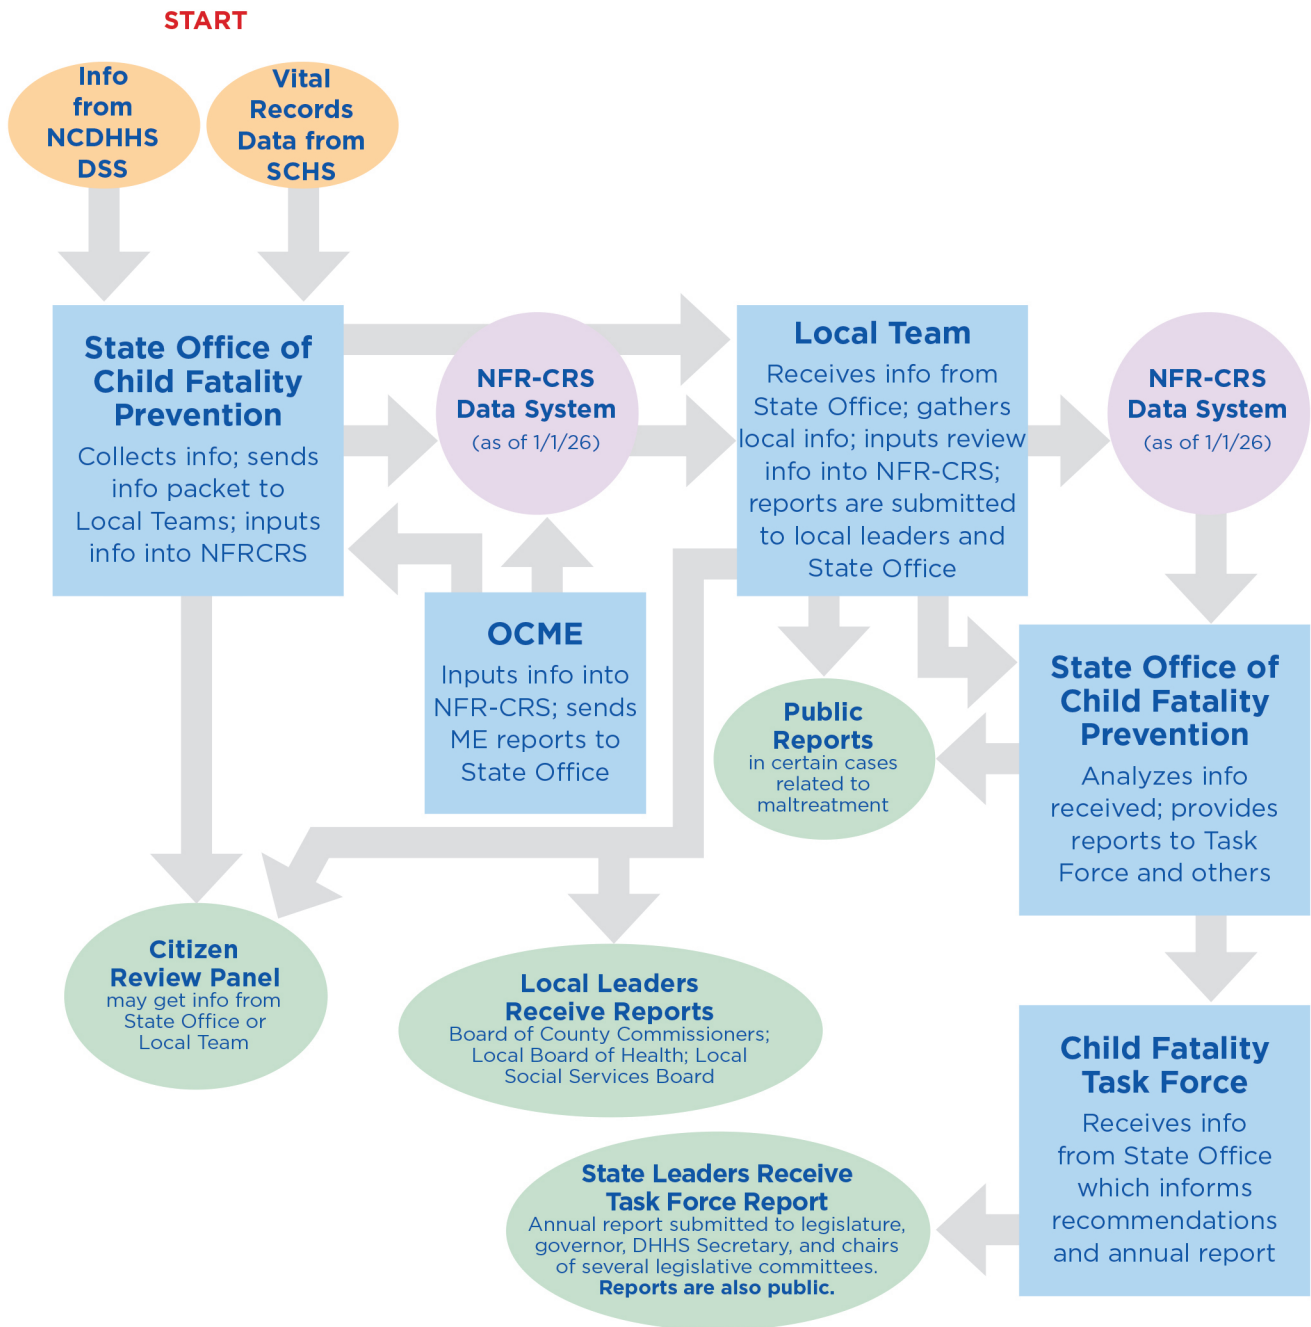 START
Info
from
NCDHHS
DSS
Vital
Records
Data from
SCHS
State Office of
Child Fatality
Prevention
Collects info; sends
info packet to
Local Teams; inputs
info into NFRCRS
NFR-CRS
Data System
(as of 1/1/26)
Local Team
Receives info from
State Office; gathers
local info; inputs review
info into NFR-CRS;
reports are submitted
to local leaders and
State Office
NFR-CRS
Data System
(as of 1/1/26)
OCME
Inputs info into
NFR-CRS; sends
ME reports to
State Office
Public
Reports
in certain cases
related to
maltreatment
State Office of
Child Fatality
Prevention
Analyzes info
received; provides
reports to Task
Force and others
Citizen
Review Panel
may get info from
State Office or
Local Team
Local Leaders
Receive Reports
Board of County Commissioners;
Local Board of Health; Local
Social Services Board
Child Fatality
Task Force
Receives info
from State Office
which informs
recommendations
and annual report
State Leaders Receive
Task Force Report
Annual report submitted to legislature,
governor, DHHS Secretary, and chairs
of several legislative committees.
Reports are also public.